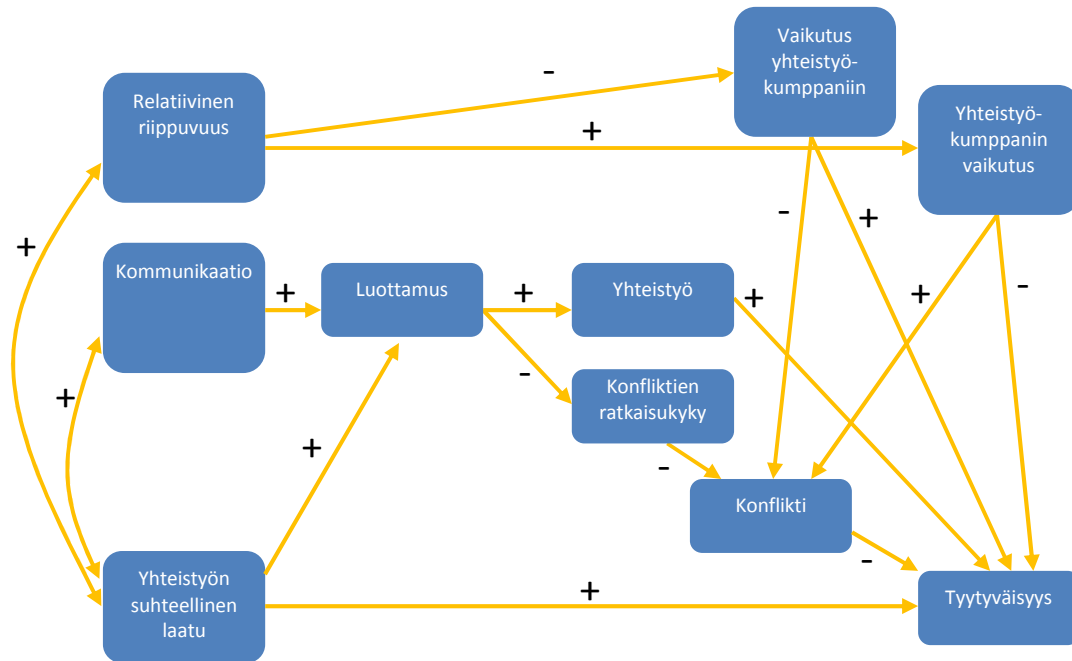 Vaikutus
yhteistyö-
kumppaniin
-
Relatiivinen
riippuvuus
+
Yhteistyö-
kumppanin
vaikutus
-
+
+
Kommunikaatio
+
Luottamus
+
Yhteistyö
+
+
-
-
Konfliktien
ratkaisukyky
+
+
-
Konflikti
-
Yhteistyön
suhteellinen
laatu
+
Tyytyväisyys